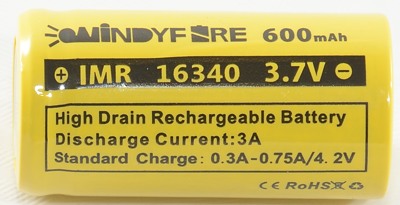 WINDYFIRE 600mAh
+ IMR 16340 3.7V -
High Drain Rechargeable Battery
Discharge Current:3A
Standard Charge: 0.3A-0.75A/4.2V
CE RoHS